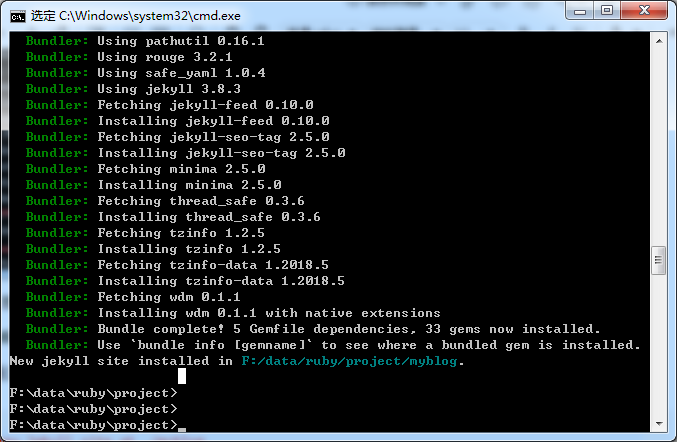 选定 C:\Windows\system32\cmd.exe
Bundler: Using pathutil 0.16.1
Bundler: Using rouge 3.2.1
Bundler: Using safe_yaml 1.0.4
Bundler: Using jekyll 3.8.3
Bundler: Fetching jekyll-feed 0.10.0
Bundler: Installing jekyll-feed 0.10.0
Bundler: Fetching jekyll-seo-tag 2.5.0
Bundler: Installing jekyll-seo-tag 2.5.0
Bundler: Fetching minima 2.5.0
Bundler: Installing minima 2.5.0
Bundler: Fetching thread_safe 0.3.6
Bundler: Installing thread_safe 0.3.6
Bundler: Fetching tzinfo 1.2.5
Bundler: Installing tzinfo 1.2.5
Bundler: Fetching tzinfo-data 1.2018.5
Bundler: Installing tzinfo-data 1.2018.5
Bundler: Fetching wdm 0.1.1
Bundler: Installing wdm 0.1.1 with native extensions
Bundler: Bundle complete! 5 Gemfile dependencies, 33 gems now installed.
Bundler: Use `bundle info [gemname]` to see where a bundled gem is installed.
New jekyll site installed in F:/data/ruby/project/myblog.
F:\data\ruby\project>
F:\data\ruby\project>
F:\data\ruby\project>